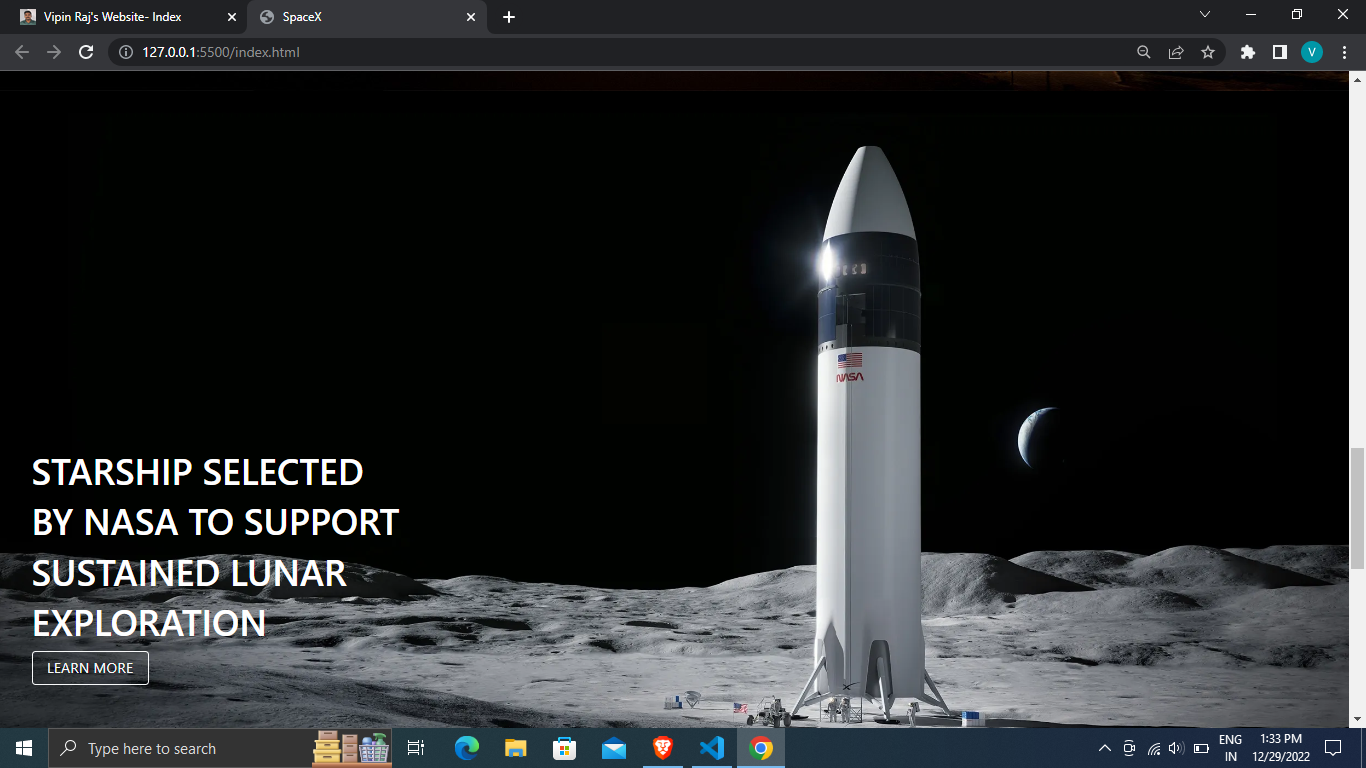 Vipin Raj's Website- Index
SpaceX
127.0.0.1:5500/index.html
V
NASA
STARSHIP SELECTED
BY NASA TO SUPPORT
SUSTAINED LUNAR
EXPLORATION
LEARN MORE
Type here to search
ENG
IN
1:33 PM
12/29/2022